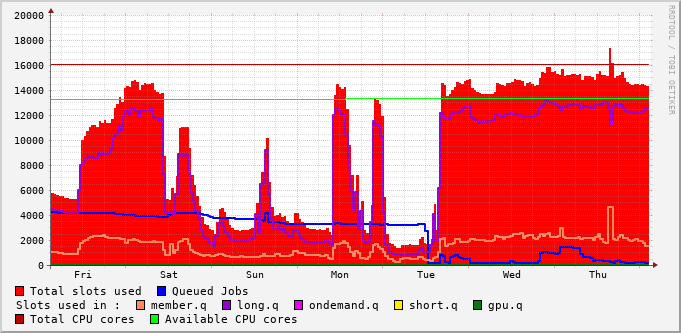 20000
18000
16000
14000
12000
10000
8000
6000
4000
2000
0
Fri Sat Sun Mon Tue Wed Thu
RRDTOOL / TOBI OETIKER
Total slots used Queued Jobs
Slots used in : member.q long.q ondemand.q short.q gpu.q
Total CPU cores Available CPU cores